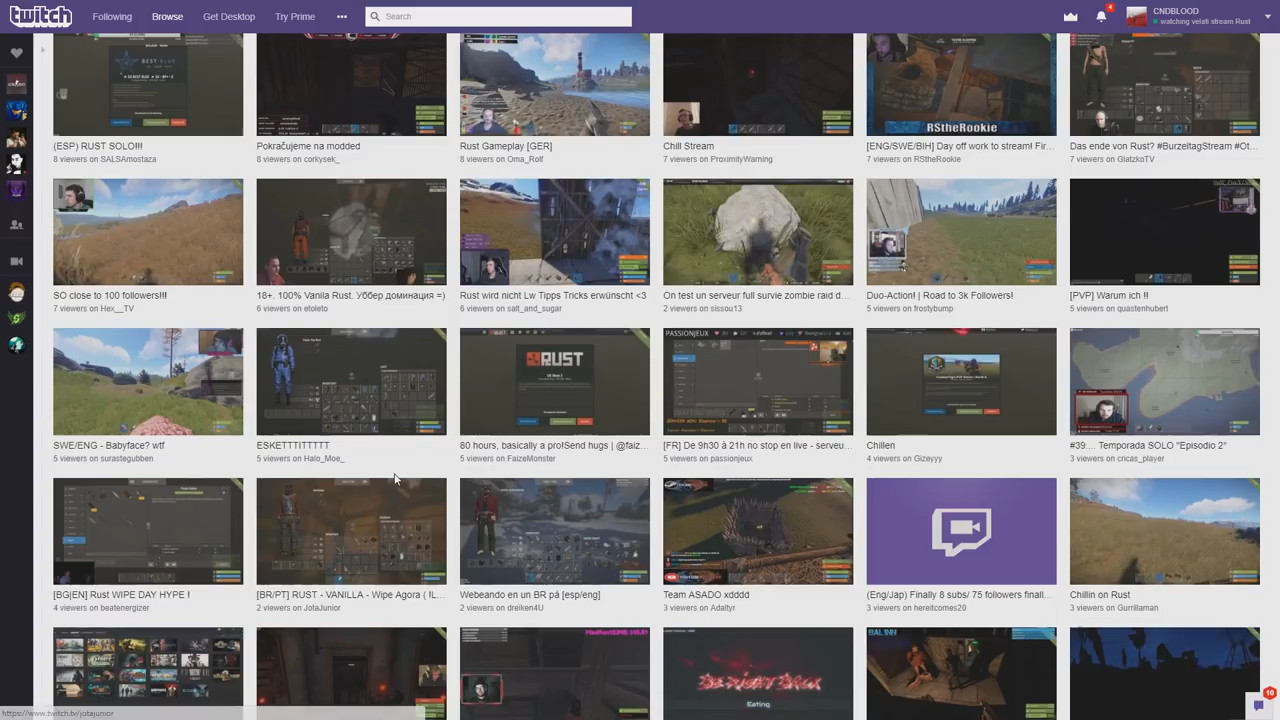 twitch Following Browse Get Desktop Try Prime ••• Search 4 CNDBLOOD
watching velafi stream Rust
BEST BLUE
RStheRookie
(ESP) RUST SOLO!!!
8 viewers on SALSAmostaza
Pokračujeme na modded
8 viewers on corkysek_
Rust Gameplay [GER]
8 viewers on Oma_Rolf
Chill Stream
7 viewers on ProximityWarning
[ENG/SWE/BIH] Day off work to stream! Fir...
7 viewers on RStheRookie
Das ende von Rust? #BurzeltagStream #Ot...
7 viewers on GlatzkoTV
SO close to 100 followers!!!
7 viewers on Hex__TV
18+. 100% Vanila Rust. Уббер доминация =)
6 viewers on etoleto
Rust wird nicht Lw Tipps Tricks erwünscht <3
6 viewers on salt_and_sugar
On test un serveur full survie zombie raid d...
2 viewers on sissou13
Duo-Action! | Road to 3k Followers!
5 viewers on frostybump
[PVP] Warum ich !!
5 viewers on quastenhubert
RUST
PASSIONJEUX
SWE/ENG - Babyface? wtf
5 viewers on surastegubben
ESKETTTITTTTT
5 viewers on Halo_Moe_
80 hours, basically a pro!Send hugs | @faiz...
5 viewers on FaizeMonster
[FR] De 9h30 à 21h no stop en live - serveu...
5 viewers on passionjeux
Chillen
4 viewers on Gizeyyy
#39.... Temporada SOLO "Episodio 2"
3 viewers on cricas_player
[BG|EN] Rust WIPE DAY HYPE !
4 viewers on beatenergizer
[BR/PT] RUST - VANILLA - Wipe Agora ( !L...
2 viewers on JotaJunior
Webeando en un BR pa [esp/eng]
2 viewers on dreiken4U
Team ASADO xdddd
3 viewers on Adaltyr
(Eng/Jap) Finally 8 subs/ 75 followers finall...
3 viewers on hereitcomes20
Chillin on Rust
3 viewers on Gurrillaman
Eating
BAL1NN
10
https://www.twitch.tv/jotajunior